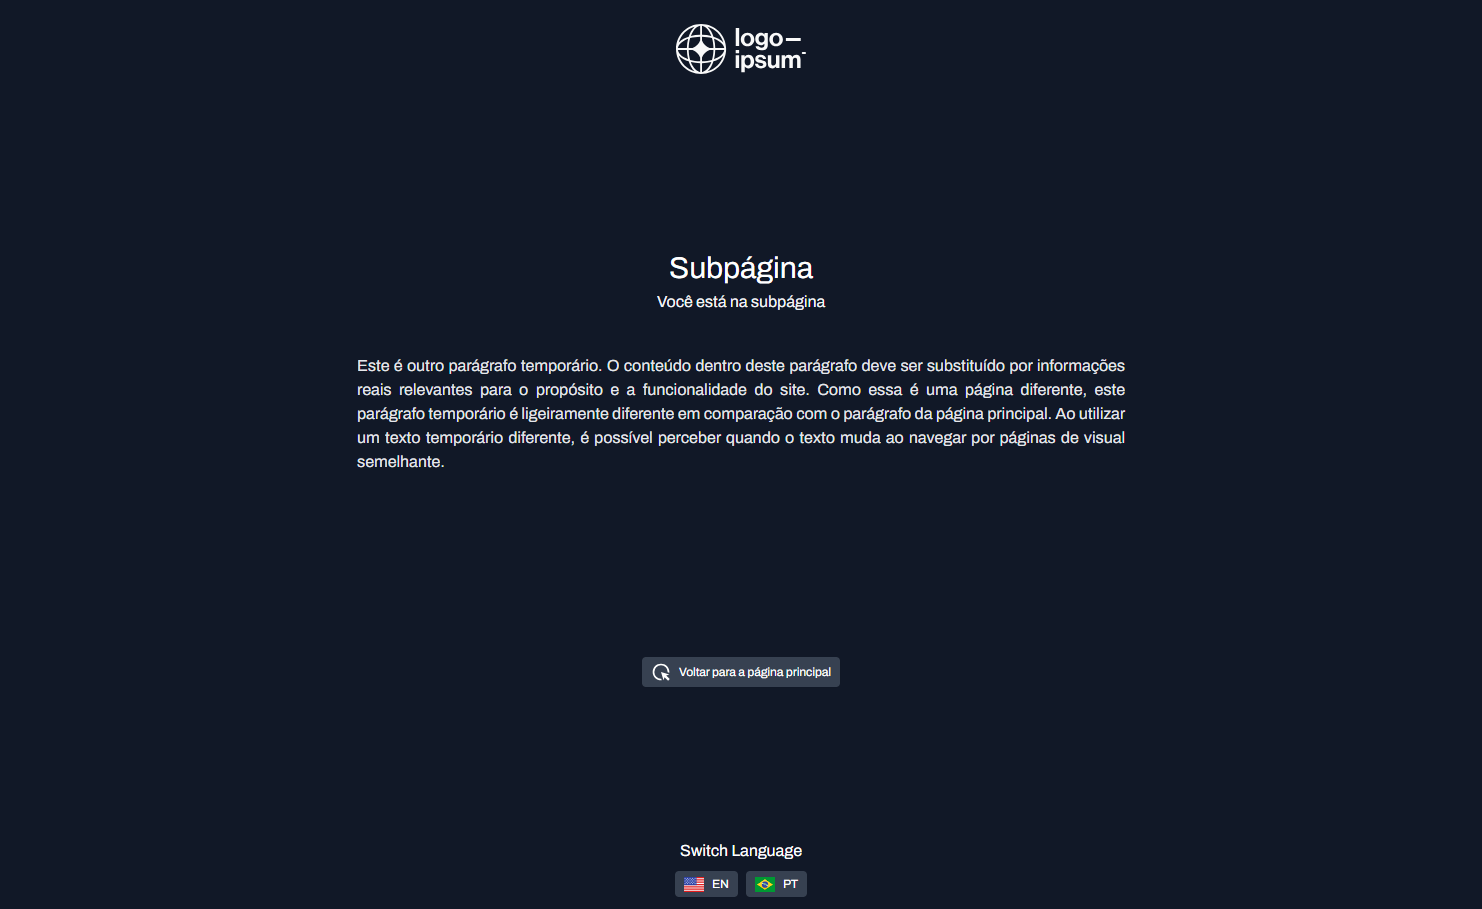 logo
ipsum
Subpágina
Você está na subpágina
Este é outro parágrafo temporário. O conteúdo dentro deste parágrafo deve ser substituído por informações
reais relevantes para o propósito e a funcionalidade do site. Como essa é uma página diferente, este
parágrafo temporário é ligeiramente diferente em comparação com o parágrafo da página principal. Ao utilizar
um texto temporário diferente, é possível perceber quando o texto muda ao navegar por páginas de visual
semelhante.
Voltar para a página principal
Switch Language
EN PT